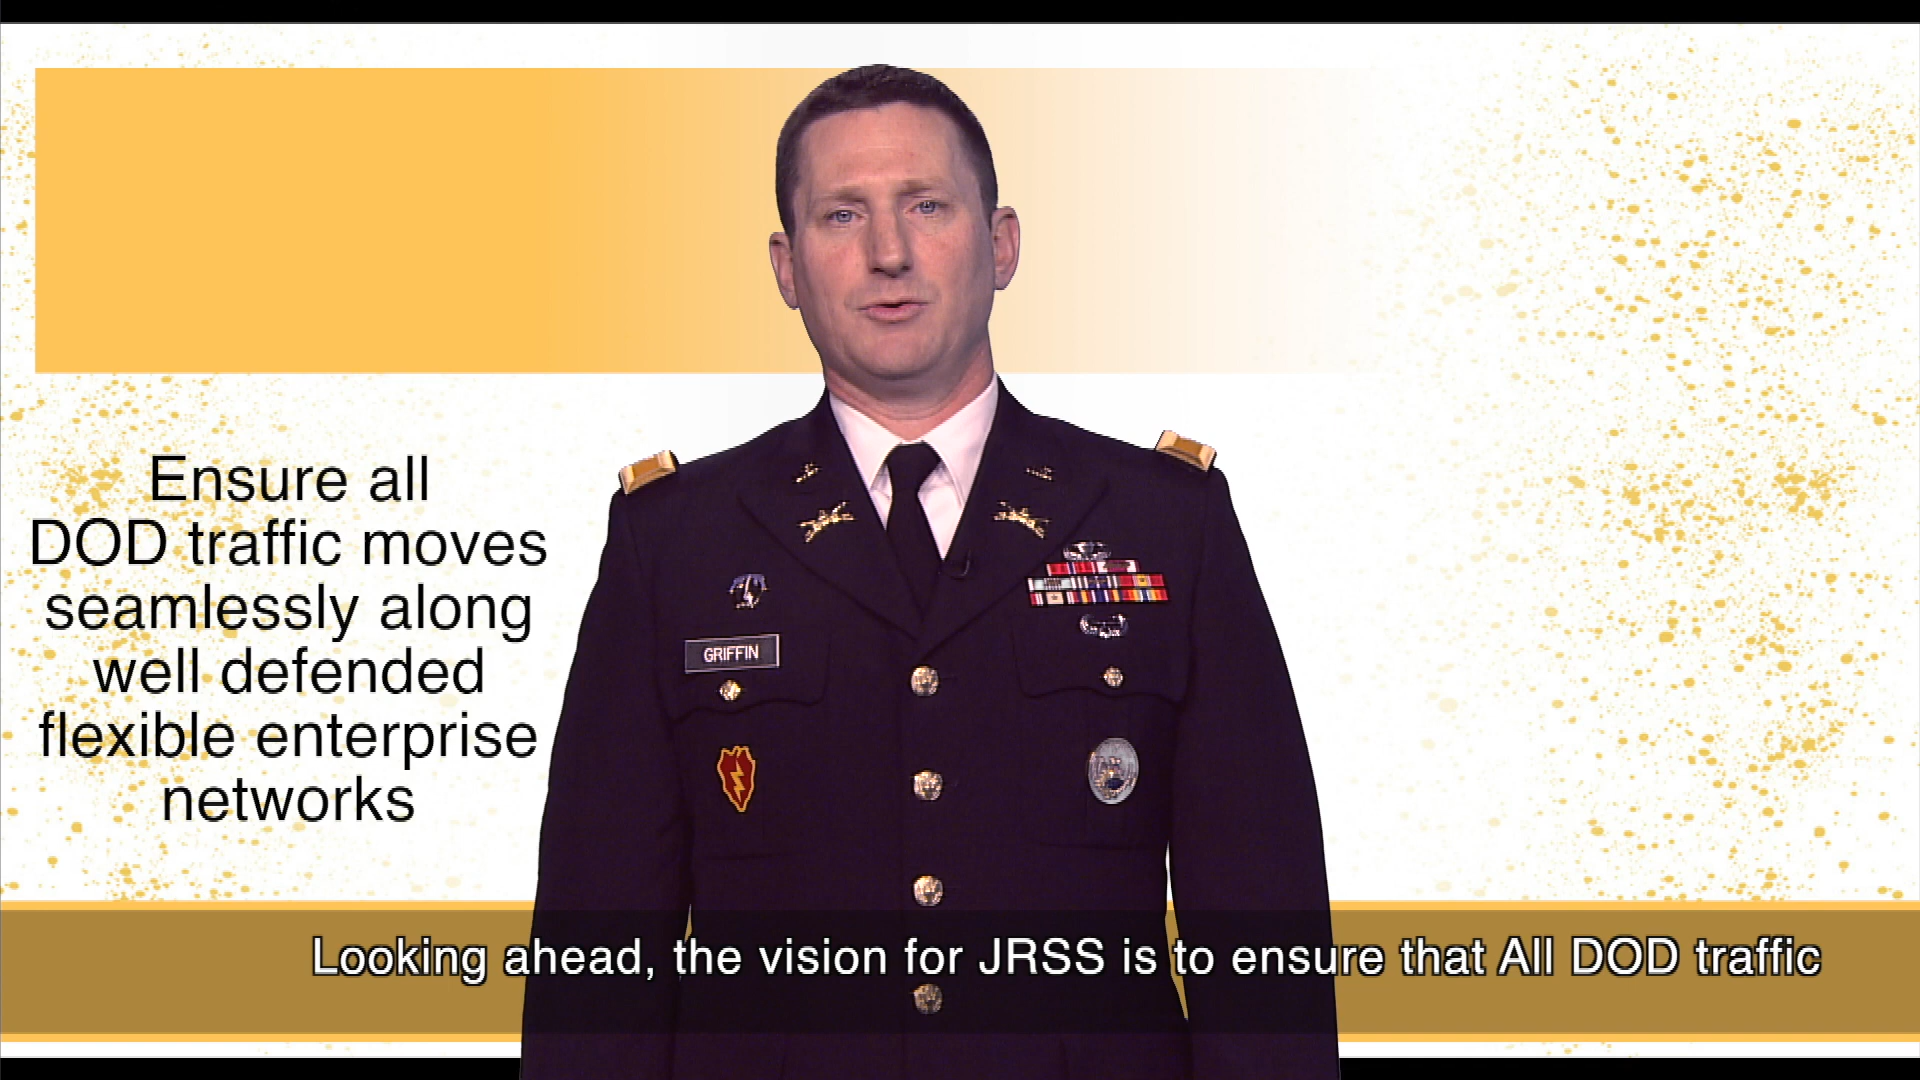 Ensure all
DOD traffic moves
seamlessly along
well defended
flexible enterprise
networks
GRIFFIN
Looking ahead, the vision for JRSS is to ensure that All DOD traffic